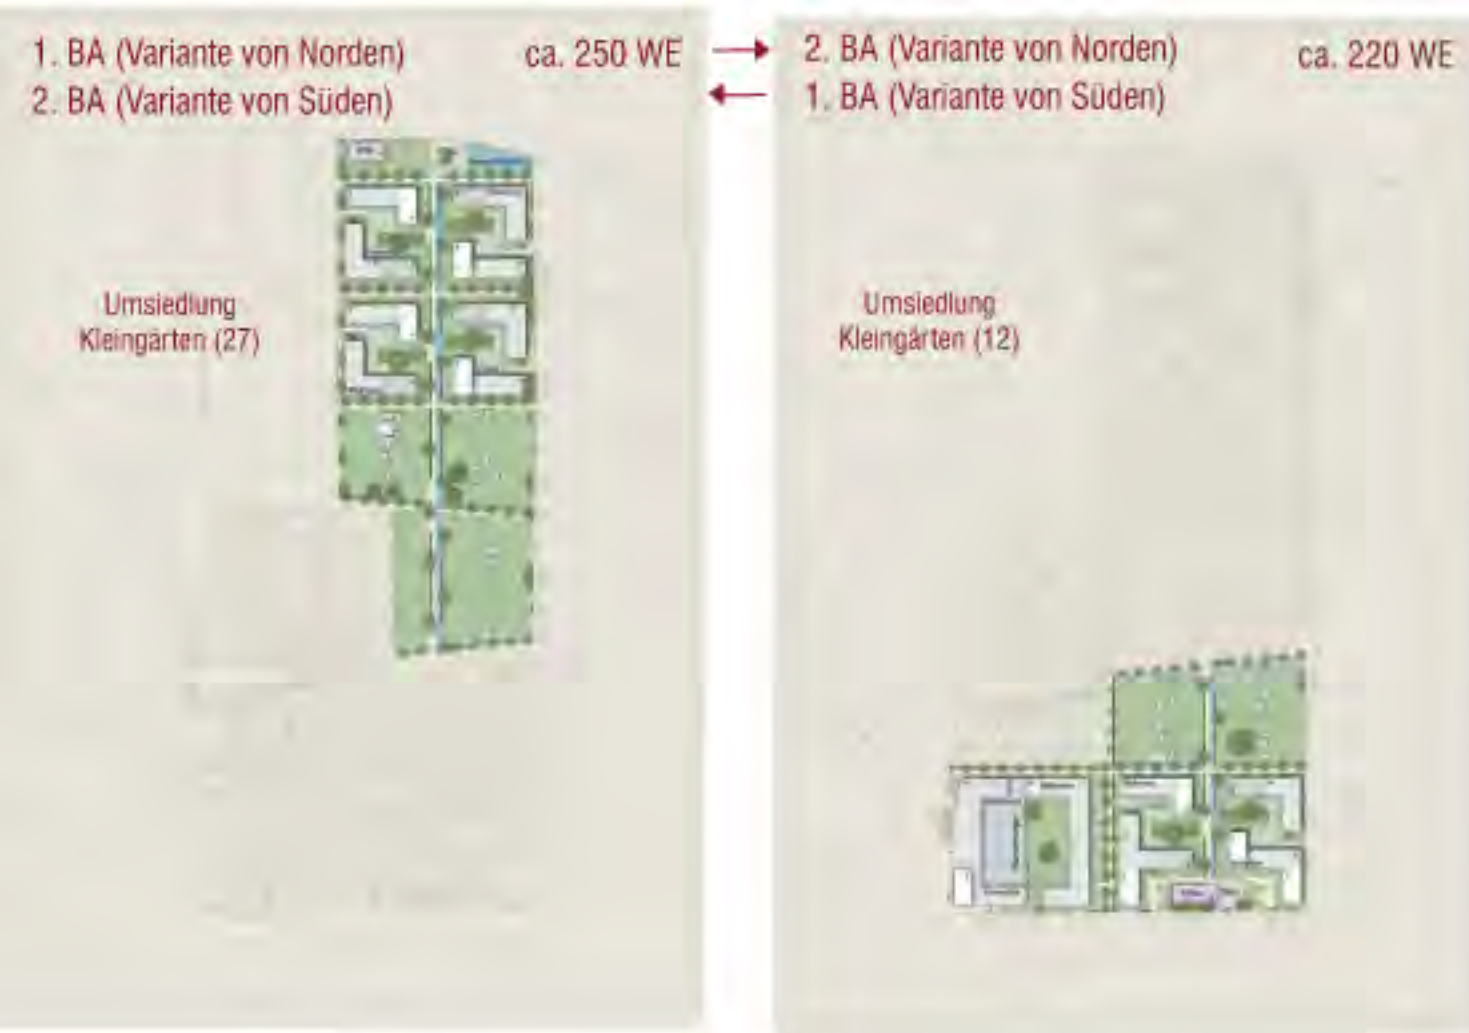 1. BA (Variante von Norden) ca. 250 WE
2. BA (Variante von Süden)
Umsiedlung
Kleingärten (27)
2. BA (Variante von Norden) ca. 220 WE
1. BA (Variante von Süden)
Umsiedlung
Kleingärten (12)